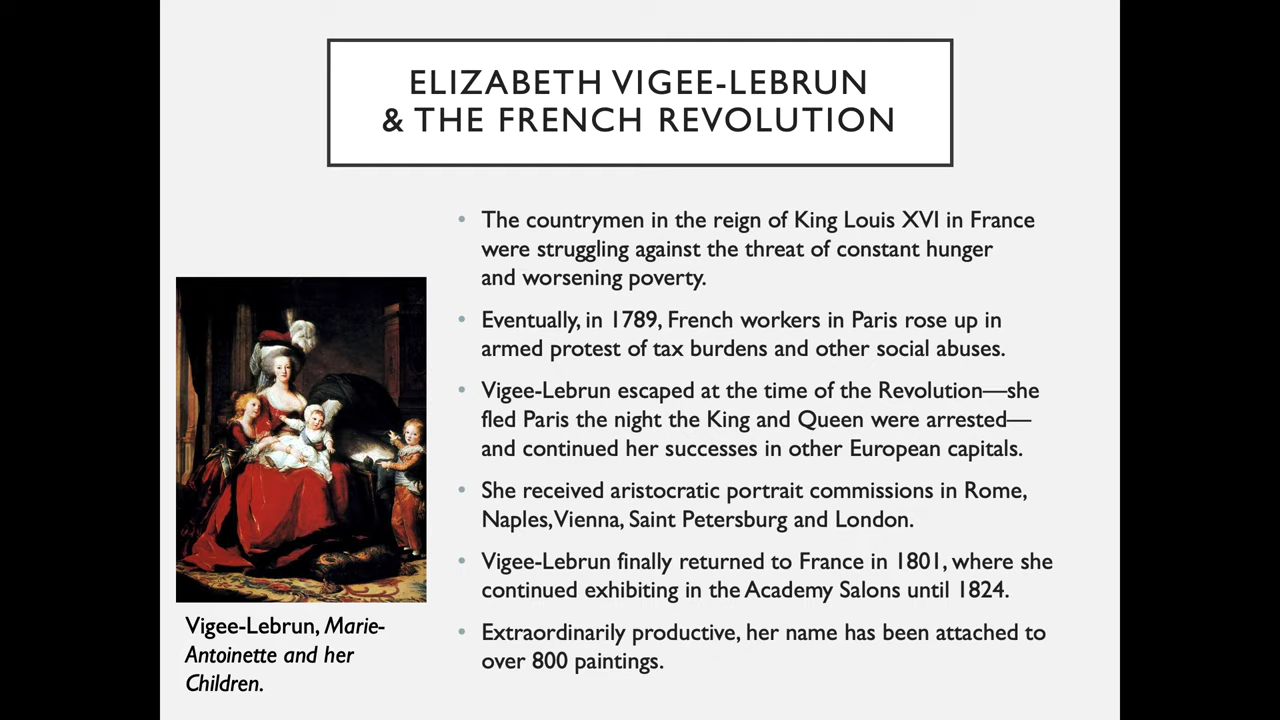 ELIZABETH VIGEE-LEBRUN
& THE FRENCH REVOLUTION
• The countrymen in the reign of King Louis XVI in France
were struggling against the threat of constant hunger
and worsening poverty.
• Eventually, in 1789, French workers in Paris rose up in
armed protest of tax burdens and other social abuses.
• Vigee-Lebrun escaped at the time of the Revolution—she
fled Paris the night the King and Queen were arrested—
and continued her successes in other European capitals.
• She received aristocratic portrait commissions in Rome,
Naples, Vienna, Saint Petersburg and London.
• Vigee-Lebrun finally returned to France in 1801, where she
continued exhibiting in the Academy Salons until 1824.
• Extraordinarily productive, her name has been attached to
over 800 paintings.
Vigee-Lebrun, Marie-
Antoinette and her
Children.